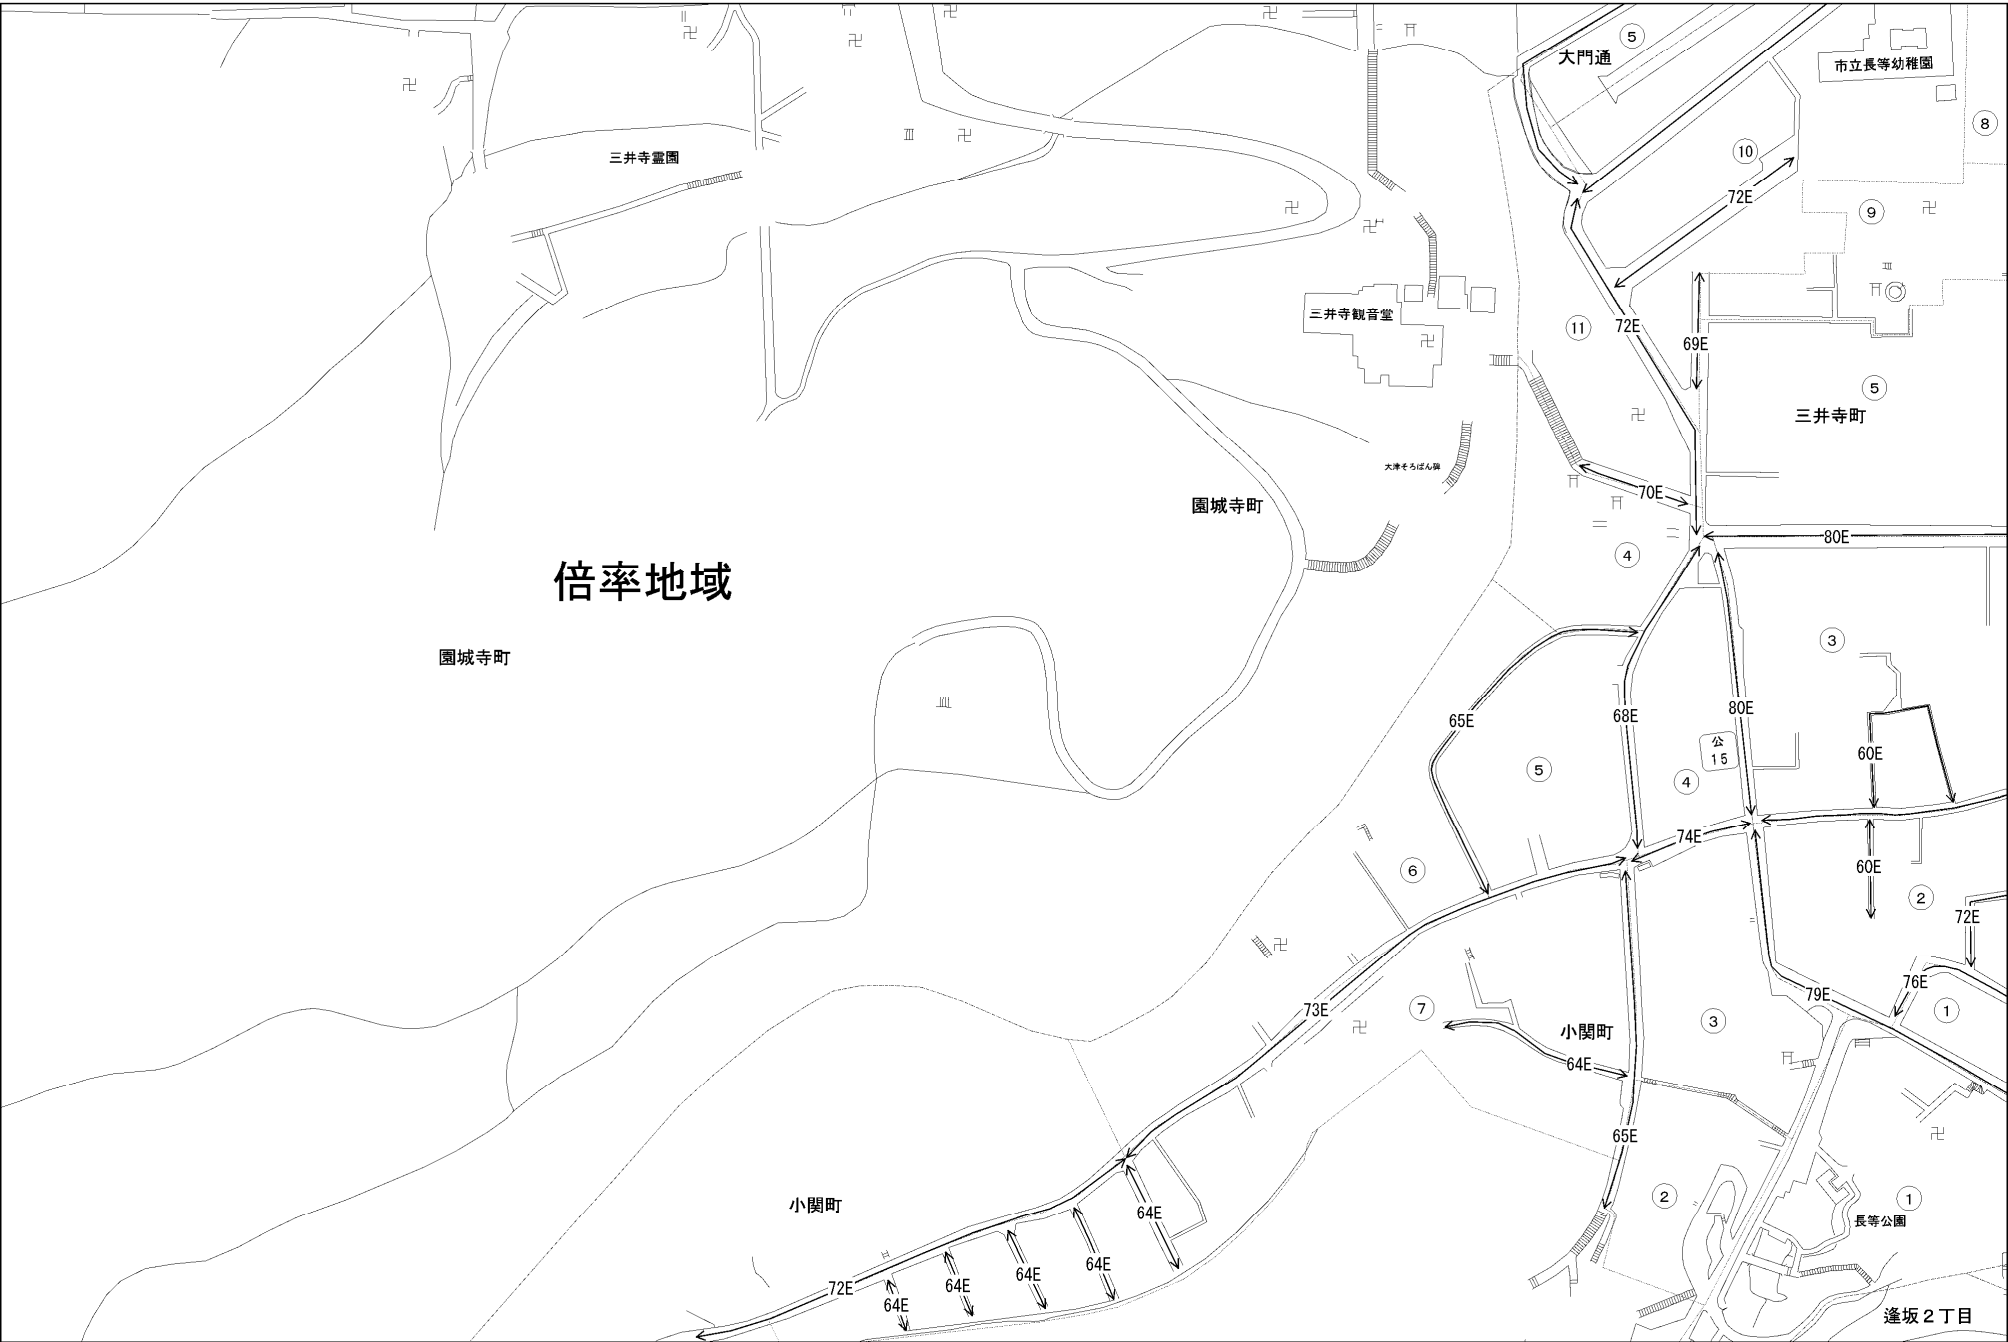 大門通
5
市立長等幼稚園
8
10
三井寺霊園
72E
9
三井寺観音堂
11
72E
69E
5
三井寺町
大津そろばん碑
70E
園城寺町
80E
4
倍率地域
3
園城寺町
65E
68E
80E
公
15
60E
5
4
74E
6
60E
2
72E
76E
79E
73E
7
1
小関町
3
64E
65E
小関町
64E
2
1
長等公園
64E
64E
64E
72E
64E
逢坂２丁目